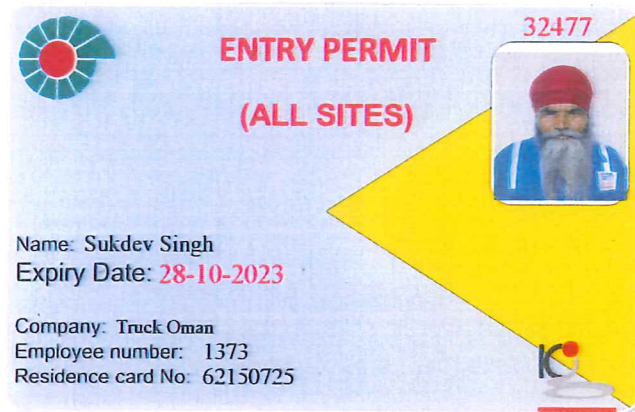 32477
ENTRY PERMIT
(ALL SITES)
Name: Sukdev Singh
Expiry Date: 28-10-2023
Company: Truck Oman
Employee number: 1373
Residence card No: 62150725